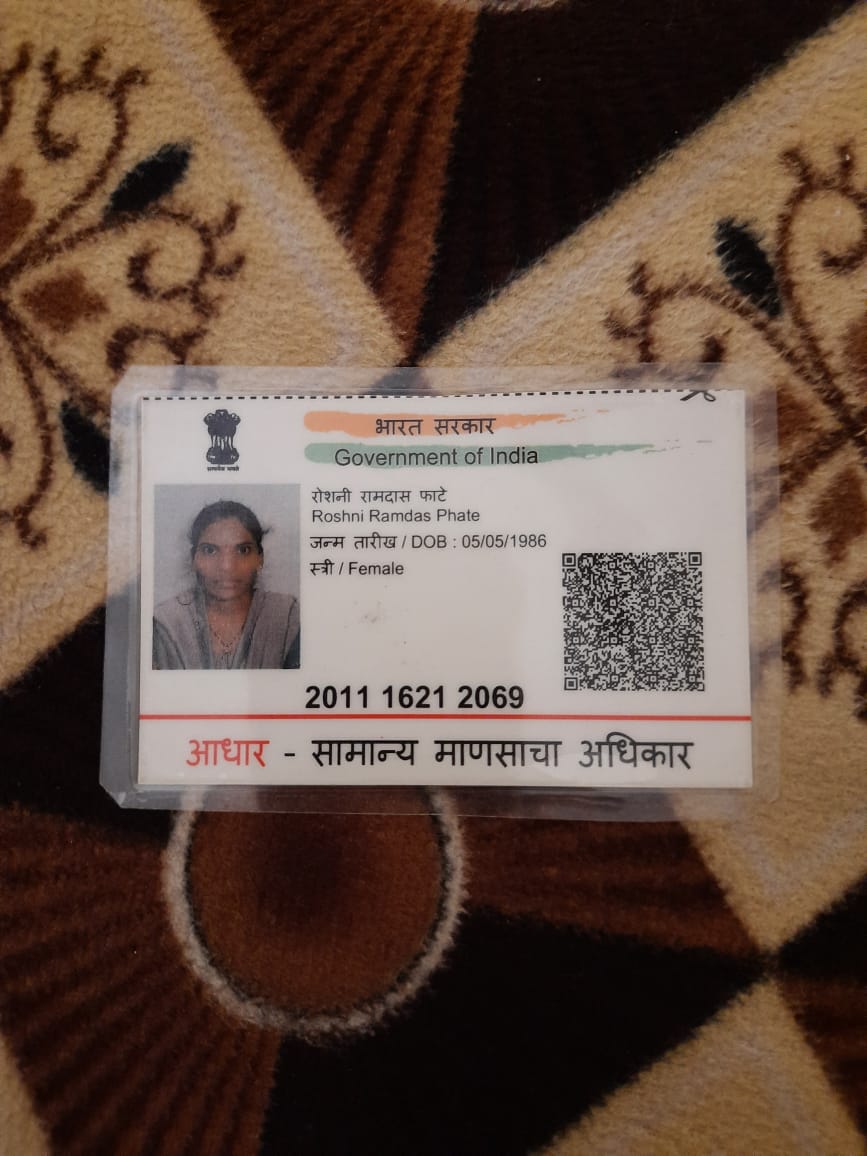 भारत सरकार
Government of India
रोशनी रामदास फाटे
Roshni Ramdas Phate
जन्म तारीख / DOB : 05/05/1986
स्त्री / Female
2011 1621 2069
आधार - सामान्य माणसाचा अधिकार